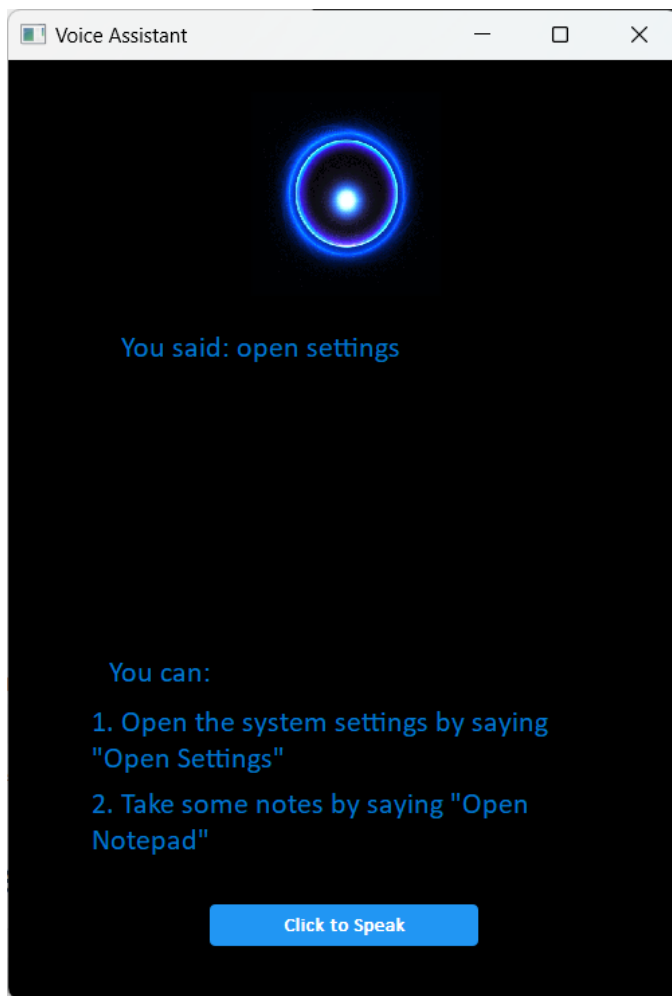 Voice Assistant
You said: open settings
You can:
1. Open the system settings by saying
"Open Settings"
2. Take some notes by saying "Open
Notepad"
Click to Speak